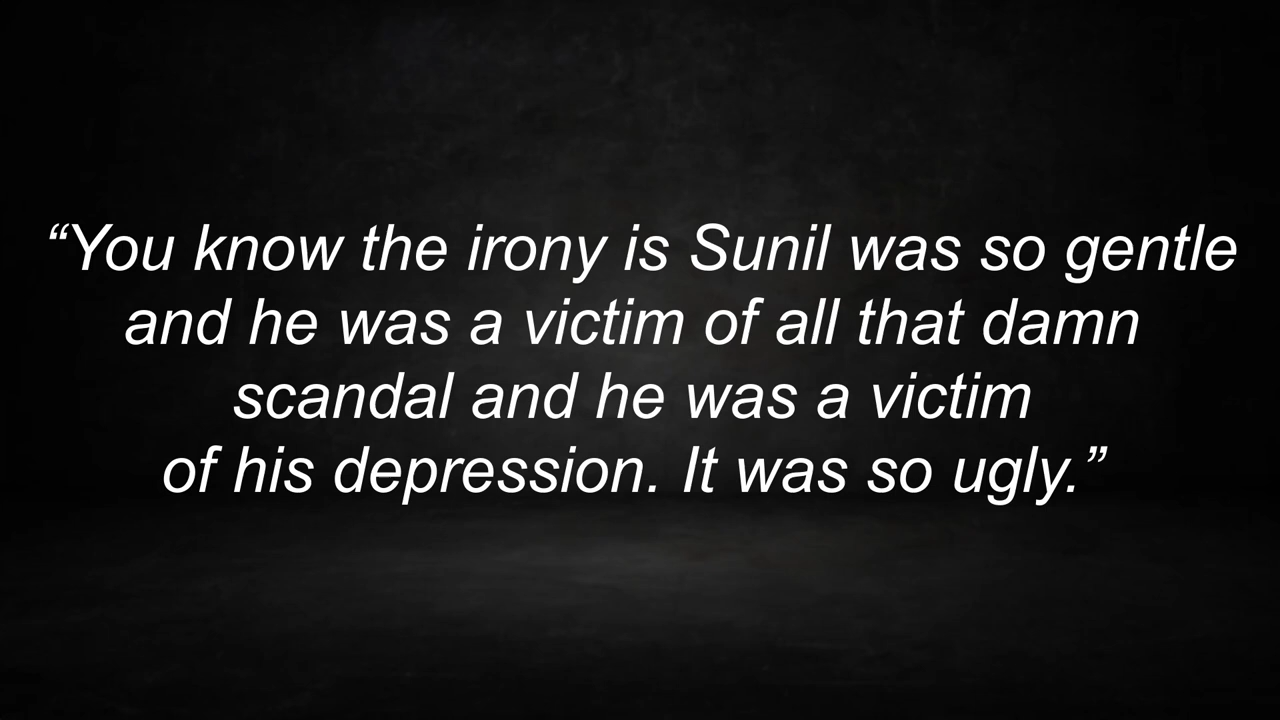 “You know the irony is Sunil was so gentle
and he was a victim of all that damn
scandal and he was a victim
of his depression. It was so ugly.”